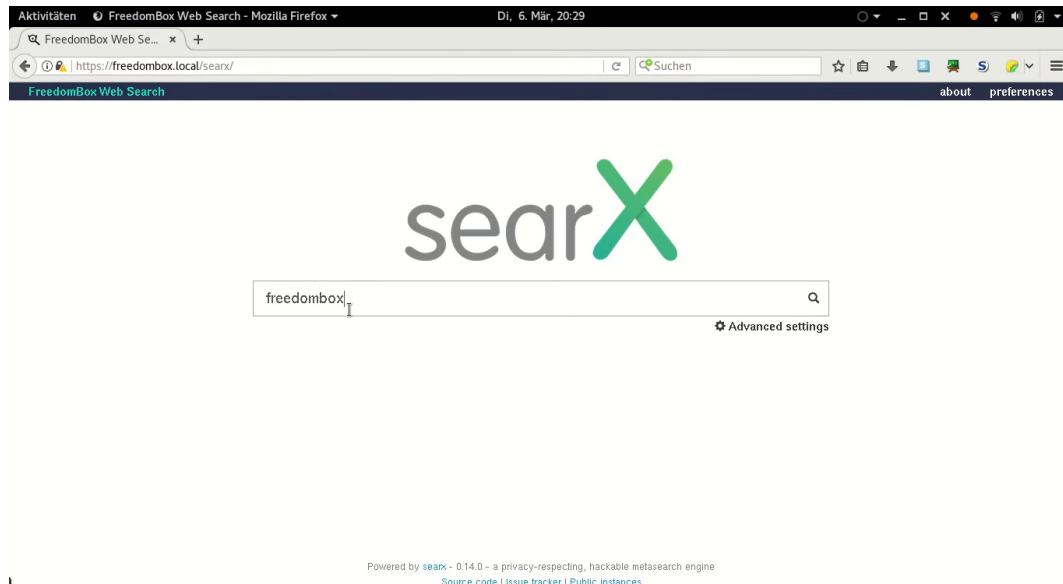 Aktivitäten FreedomBox Web Search - Mozilla Firefox Di, 6. Mär, 20:29
FreedomBox Web Se... × +
https://freedombox.local/searx/ Suchen
FreedomBox Web Search about preferences
searX
freedombox
Advanced settings
Powered by searx - 0.14.0 - a privacy-respecting, hackable metasearch engine
Source code | Issue tracker | Public instances